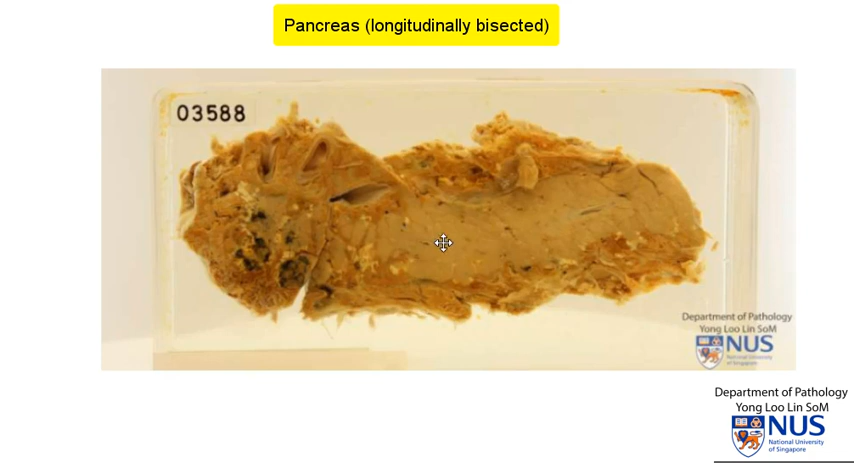 Pancreas (longitudinally bisected)
03588
Department of Pathology
Yong Loo Lin SoM
NUS
National University
of Singapore
Department of Pathology
Yong Loo Lin SoM
NUS
National University
of Singapore